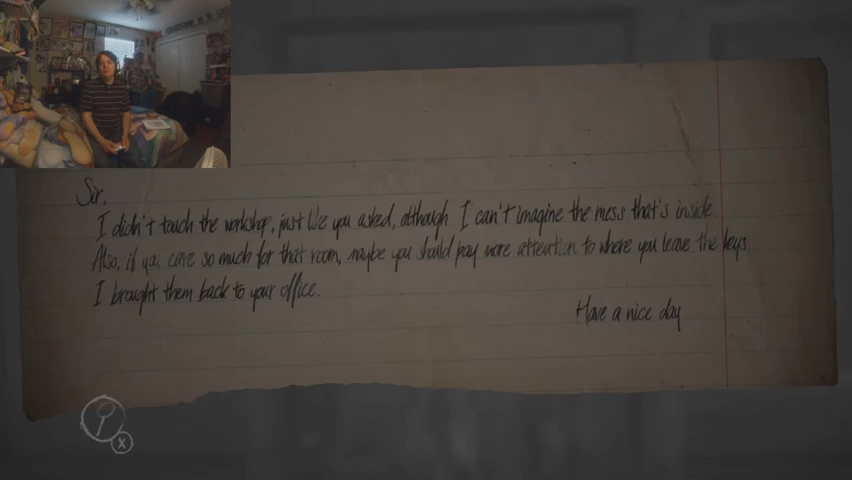 Sir,
I didn't touch the workshop, just like you asked, although I can't imagine the mess that's inside.
Also, if you care so much for that room, maybe you should pay more attention to where you leave the keys.
I brought them back to your office.
Have a nice day
X